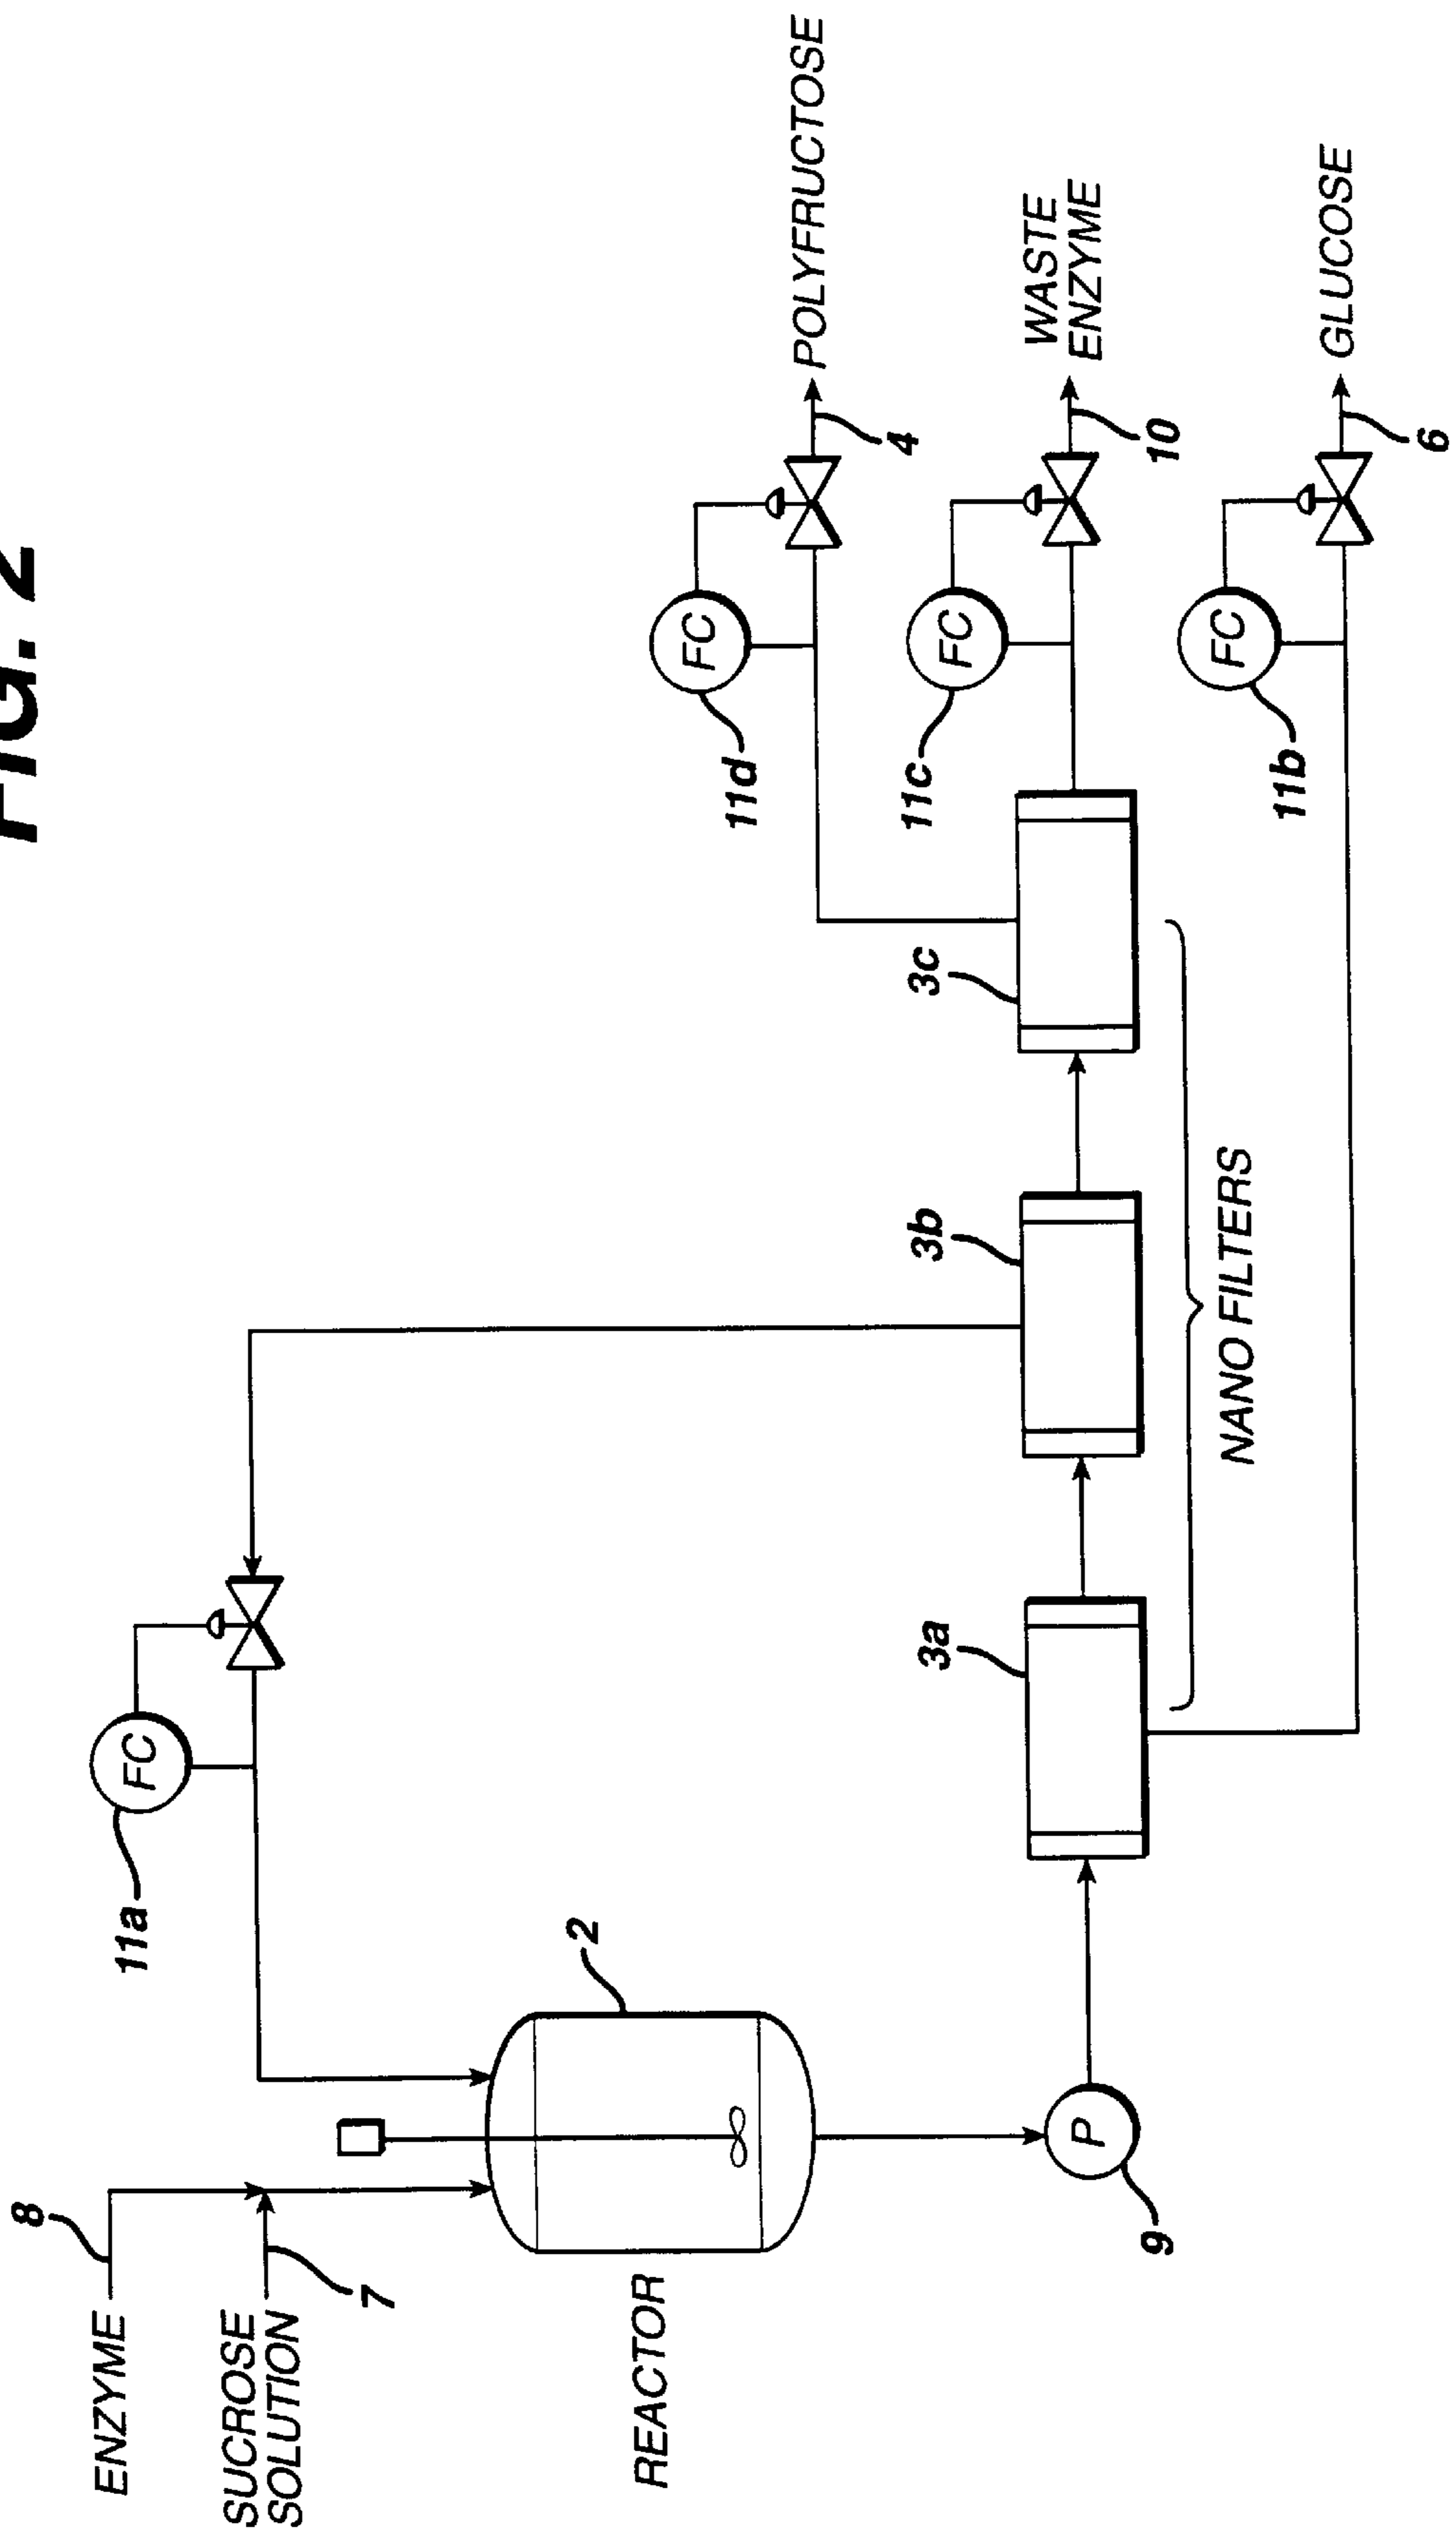 FIG. 2
ENZYME
8
SUCROSE
SOLUTION
7
REACTOR
2
P
9
FC
11a
3a
3b
3c
NANO FILTERS
FC
11d
4
POLYFRUCTOSE
FC
11c
10
WASTE
ENZYME
FC
11b
6
GLUCOSE